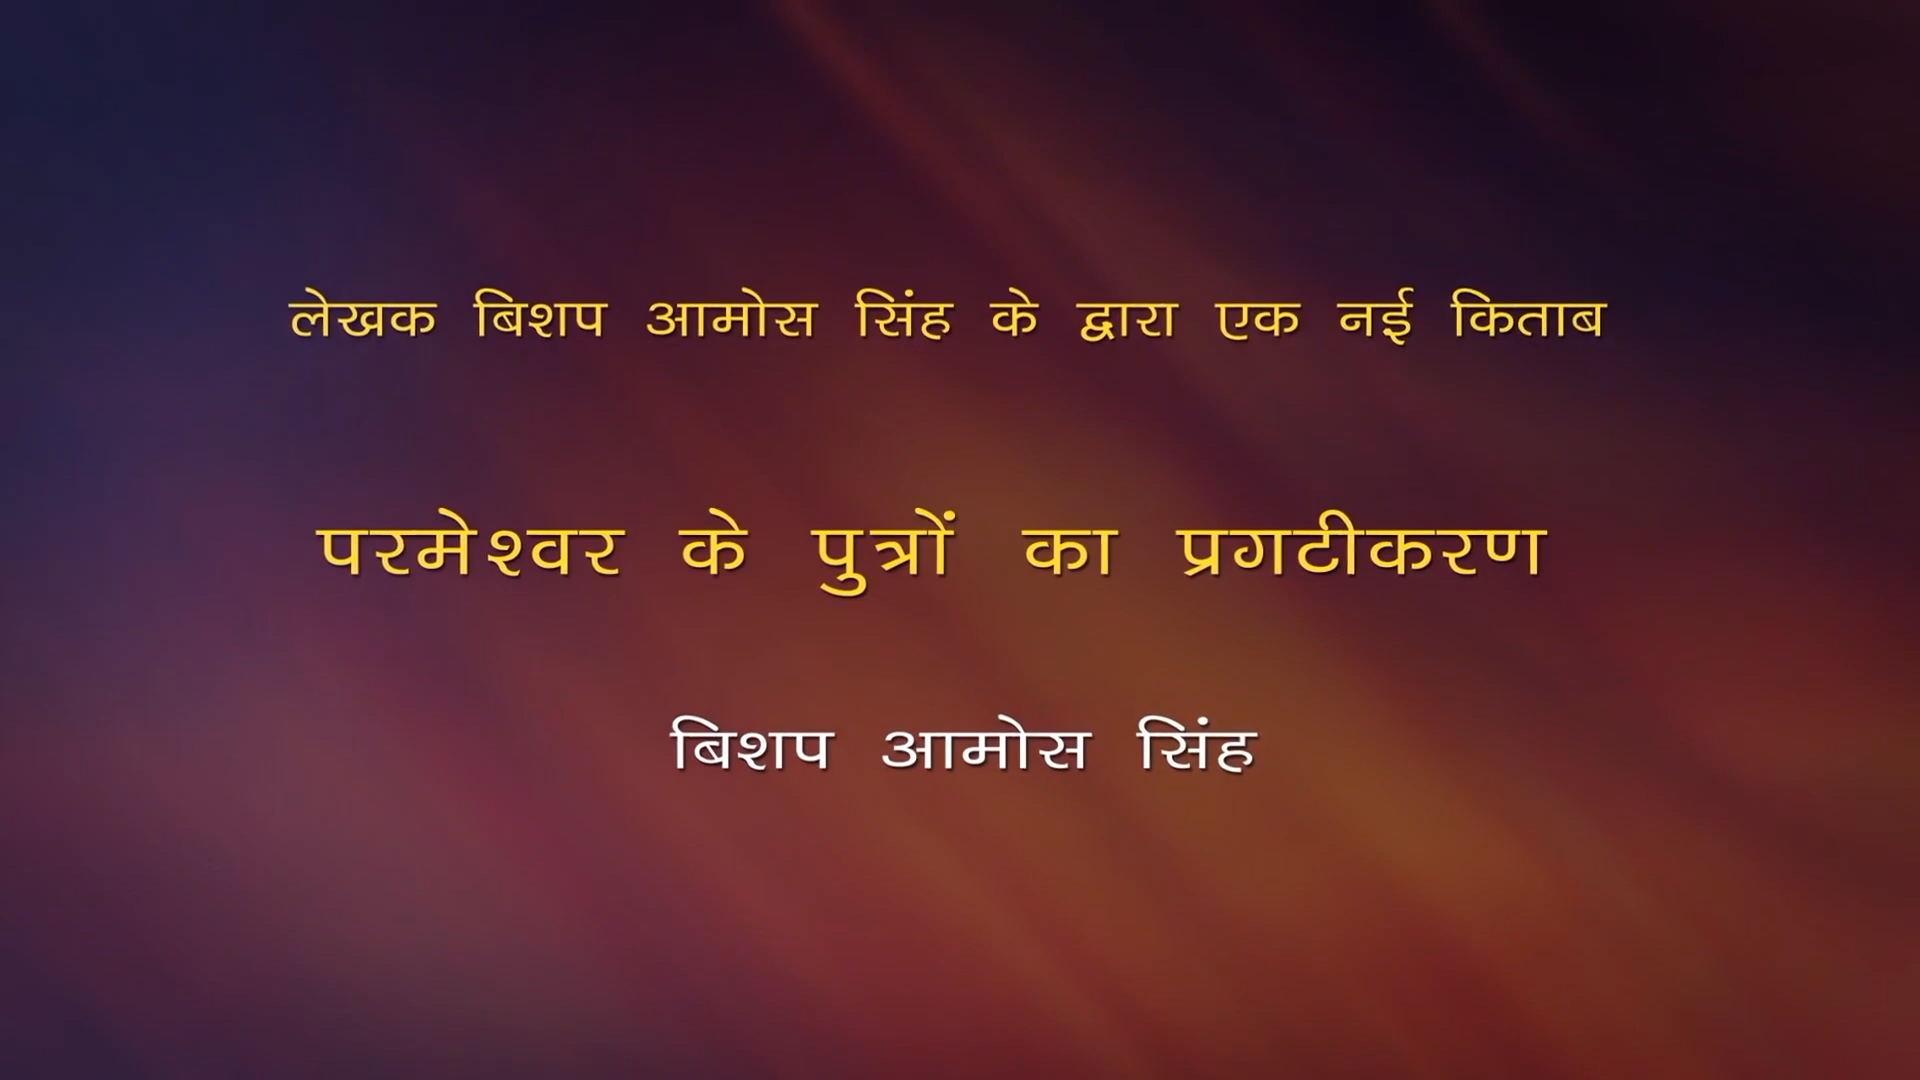 लेखक बिशप आमोस सिंह के द्वारा एक नई किताब
परमेश्वर के पुत्रों का प्रगटीकरण
बिशप आमोस सिंह